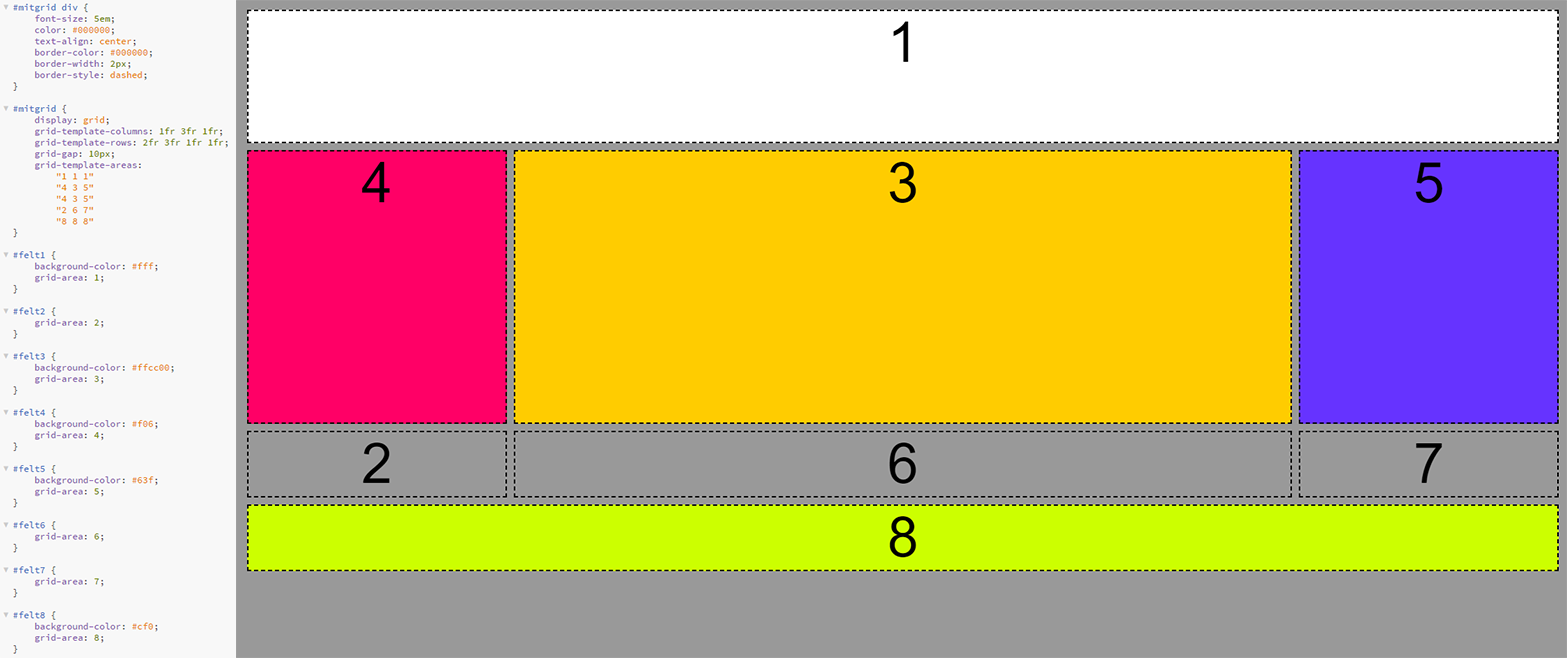 #mitgrid div {
font-size: 5em;
color: #000000;
text-align: center;
border-color: #000000;
border-width: 2px;
border-style: dashed;
}
#mitgrid {
display: grid;
grid-template-columns: 1fr 3fr 1fr;
grid-template-rows: 2fr 3fr 1fr 1fr;
grid-gap: 10px;
grid-template-areas:
"1 1 1"
"4 3 5"
"4 3 5"
"2 6 7"
"8 8 8"
}
#felt1 {
background-color: #fff;
grid-area: 1;
}
#felt2 {
grid-area: 2;
}
#felt3 {
background-color: #ffcc00;
grid-area: 3;
}
#felt4 {
background-color: #f06;
grid-area: 4;
}
#felt5 {
background-color: #63f;
grid-area: 5;
}
#felt6 {
grid-area: 6;
}
#felt7 {
grid-area: 7;
}
#felt8 {
background-color: #cf0;
grid-area: 8;
}
1
4 3 5
2 6 7
8